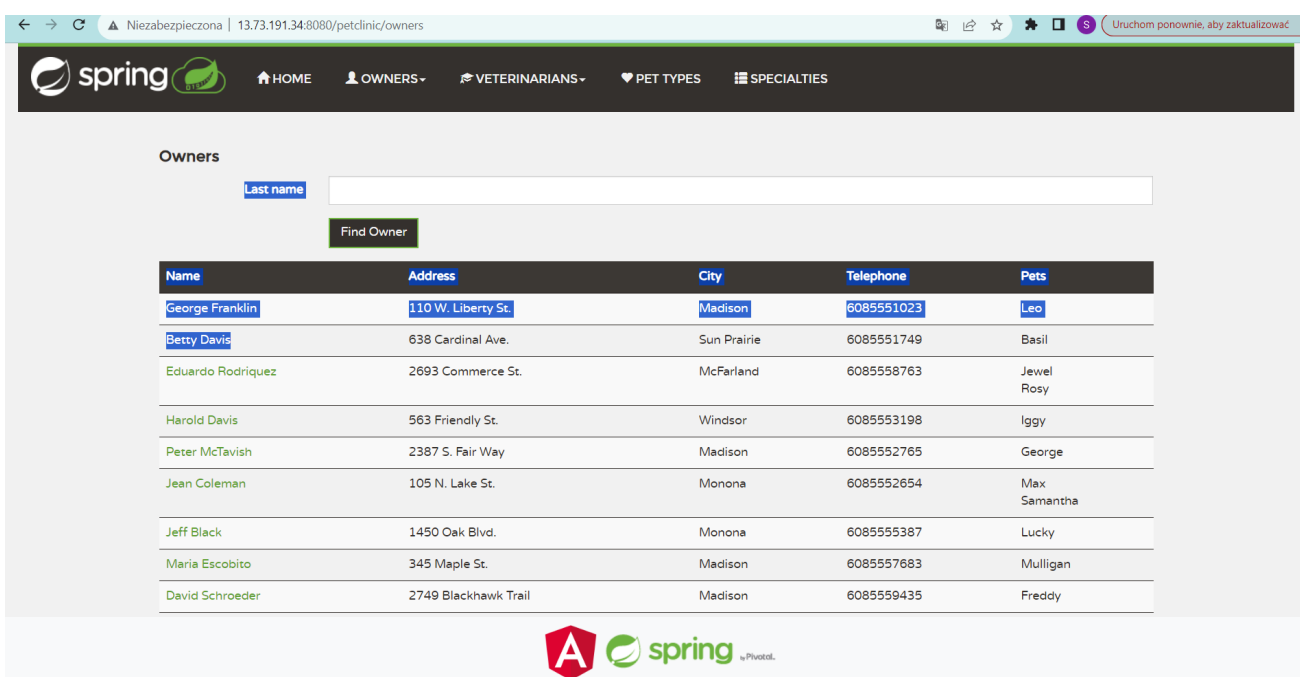 Niezabezpieczona | 13.73.191.34:8080/petclinic/owners S Uruchom ponownie, aby zaktualizować
spring HOME OWNERS VETERINARIANS PET TYPES SPECIALTIES
Owners
Last name
Find Owner
Name Address City Telephone Pets
George Franklin 110 W. Liberty St. Madison 6085551023 Leo
Betty Davis 638 Cardinal Ave. Sun Prairie 6085551749 Basil
Eduardo Rodriquez 2693 Commerce St. McFarland 6085558763 Jewel
Rosy
Harold Davis 563 Friendly St. Windsor 6085553198 Iggy
Peter McTavish 2387 S. Fair Way Madison 6085552765 George
Jean Coleman 105 N. Lake St. Monona 6085552654 Max
Samantha
Jeff Black 1450 Oak Blvd. Monona 6085555387 Lucky
Maria Escobito 345 Maple St. Madison 6085557683 Mulligan
David Schroeder 2749 Blackhawk Trail Madison 6085559435 Freddy
A spring by Pivotal.